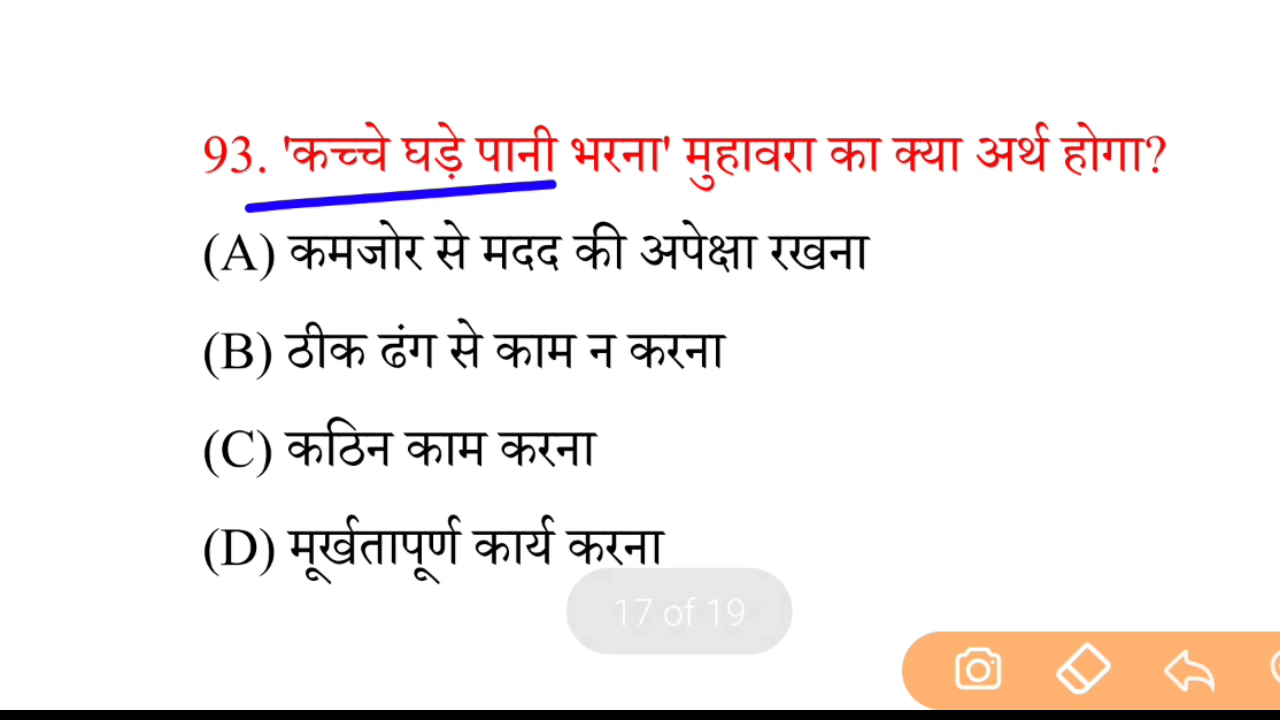 93. 'कच्चे घड़े पानी भरना' मुहावरा का क्या अर्थ होगा?
(A) कमजोर से मदद की अपेक्षा रखना
(B) ठीक ढंग से काम न करना
(C) कठिन काम करना
(D) मूर्खतापूर्ण कार्य करना
17 of 19